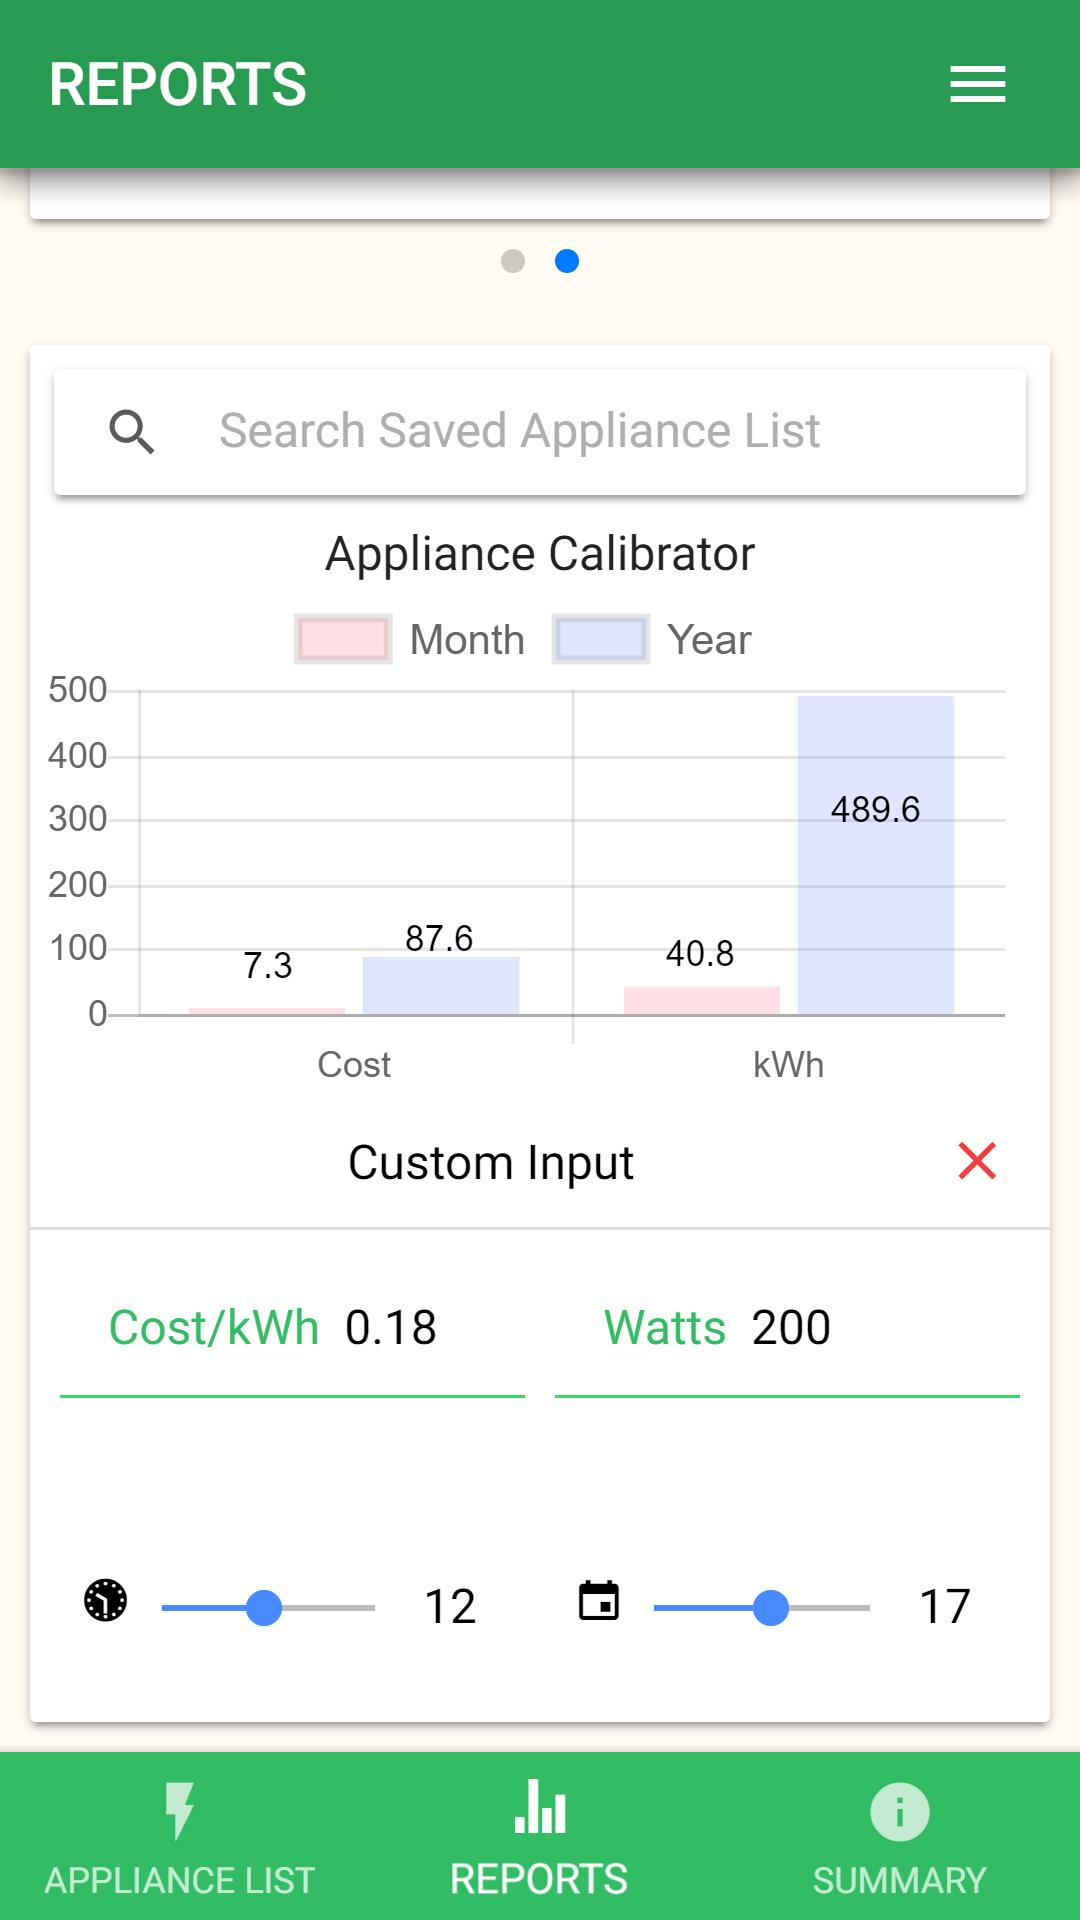 REPORTS
Search Saved Appliance List
Appliance Calibrator
Month Year
500
400
300
200
100
0
7.3 87.6 40.8 489.6
Cost kWh
Custom Input
Cost/kWh 0.18 Watts 200
12 17
APPLIANCE LIST REPORTS SUMMARY